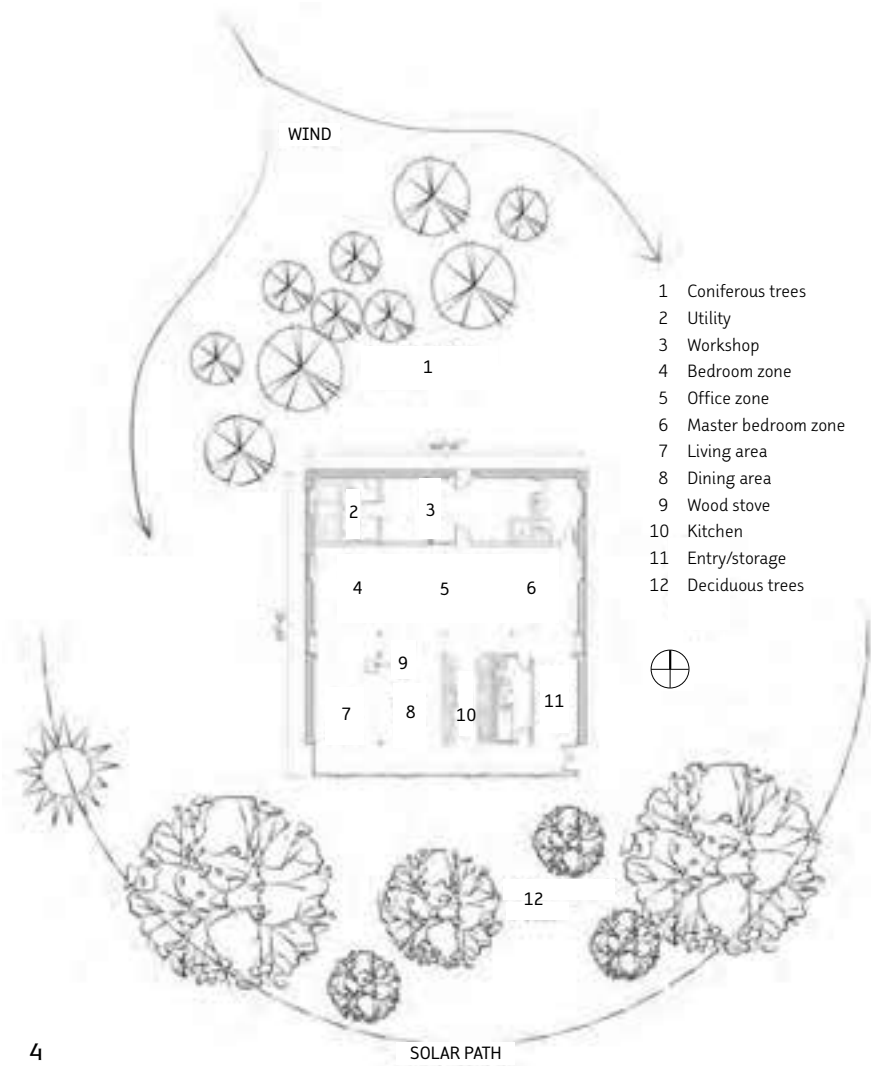 WIND
1
1 Coniferous trees
2 Utility
3 Workshop
4 Bedroom zone
5 Office zone
6 Master bedroom zone
7 Living area
8 Dining area
9 Wood stove
10 Kitchen
11 Entry/storage
12 Deciduous trees
2
3
4
5
6
9
7
8
10
11
12
4
SOLAR PATH